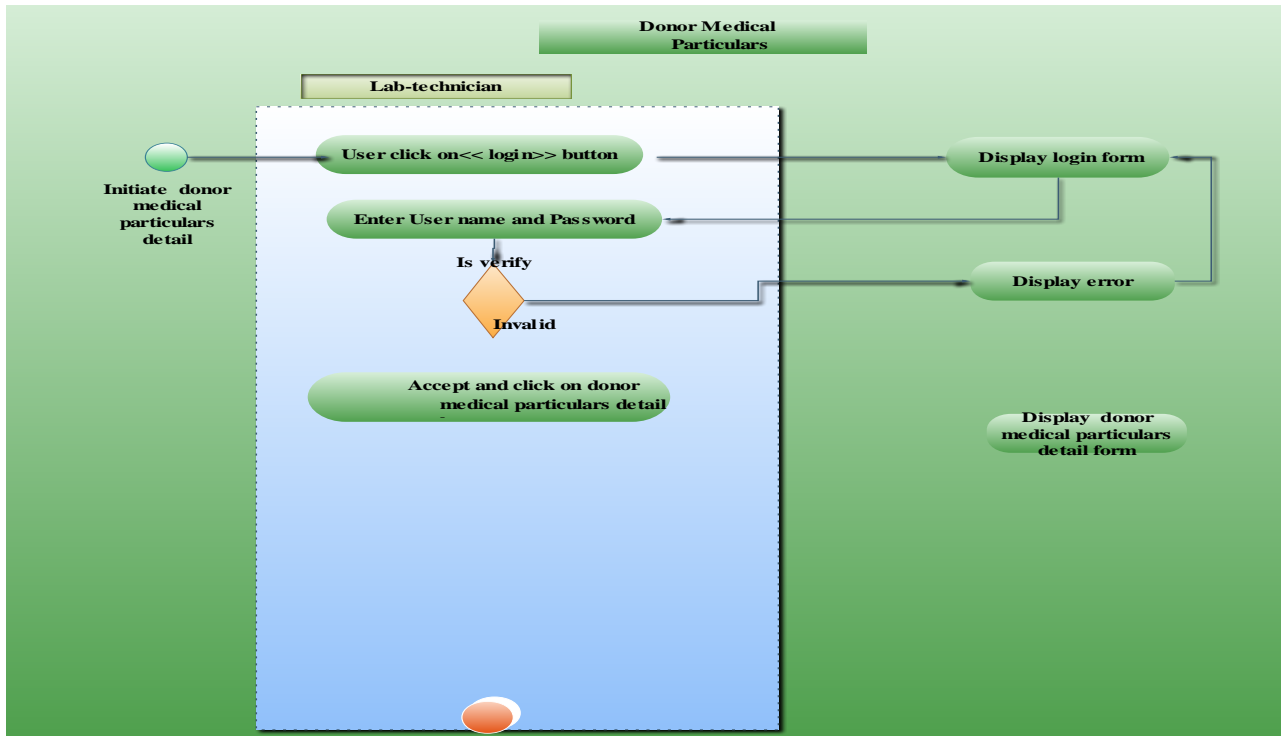 Donor Medical
Particulars
Lab-technician
User click on<< login>> button
Display login form
Initiate donor
medical
particulars
detail
Enter User name and Password
Is verify
Display error
Invalid
Accept and click on donor
medical particulars detail
Display donor
medical particulars
detail form